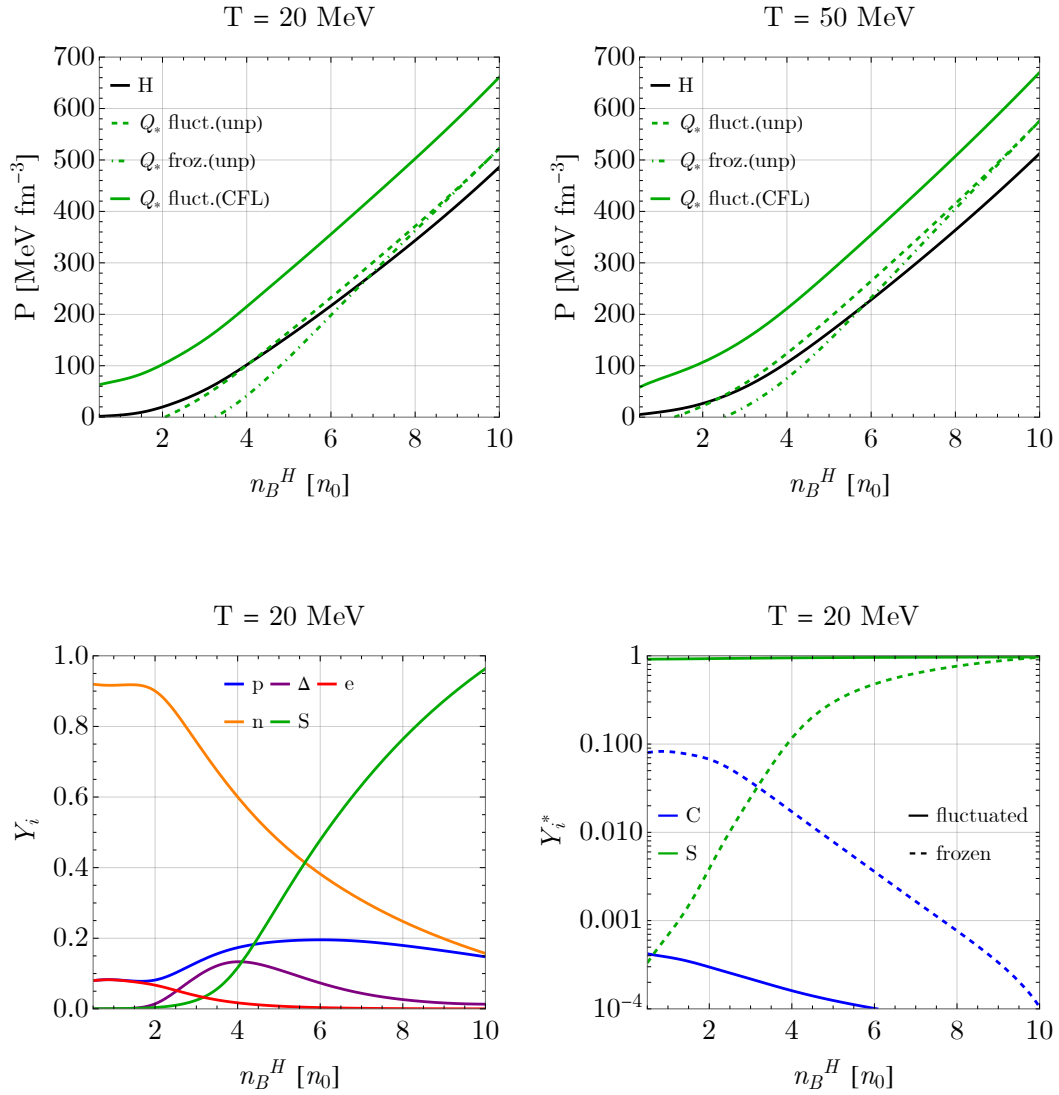 T = 20 MeV
700
600
500
400
300
200
100
0
P [MeV fm⁻³]
H
Q* fluct.(unp)
Q* froz.(unp)
Q* fluct.(CFL)
2 4 6 8 10
n_B^H [n_0]
T = 50 MeV
700
600
500
400
300
200
100
0
P [MeV fm⁻³]
H
Q* fluct.(unp)
Q* froz.(unp)
Q* fluct.(CFL)
2 4 6 8 10
n_B^H [n_0]
T = 20 MeV
1.0
0.8
0.6
0.4
0.2
0.0
Y_i
p Δ e
n S
2 4 6 8 10
n_B^H [n_0]
T = 20 MeV
1
0.100
0.010
0.001
10⁻⁴
Y_i^*
C
S
fluctuated
frozen
2 4 6 8 10
n_B^H [n_0]